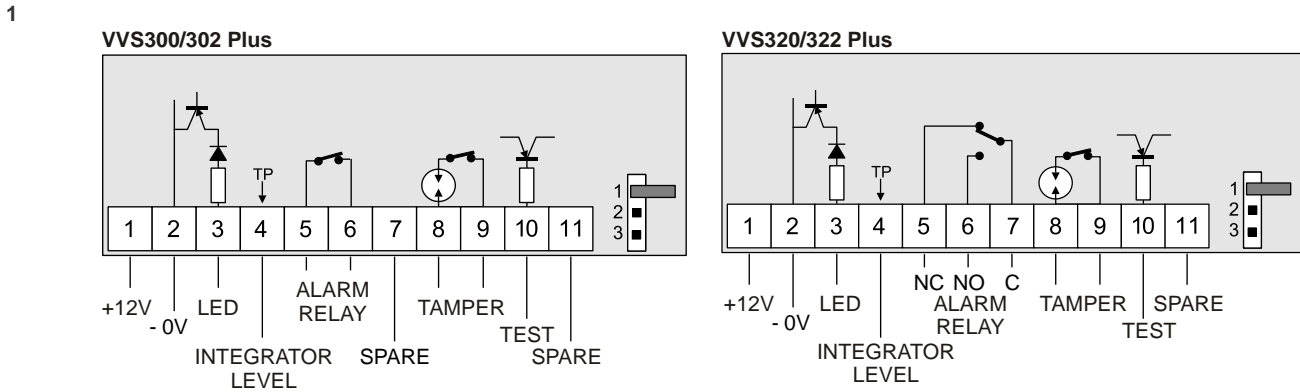 1
VVS300/302 Plus
TP
1
2
3
1 2 3 4 5 6 7 8 9 10 11
+12V
- 0V
LED
INTEGRATOR
LEVEL
ALARM
RELAY
SPARE
TAMPER
TEST
SPARE
VVS320/322 Plus
TP
1
2
3
1 2 3 4 5 6 7 8 9 10 11
+12V
- 0V
LED
INTEGRATOR
LEVEL
NC NO C
ALARM
RELAY
TAMPER
TEST
SPARE